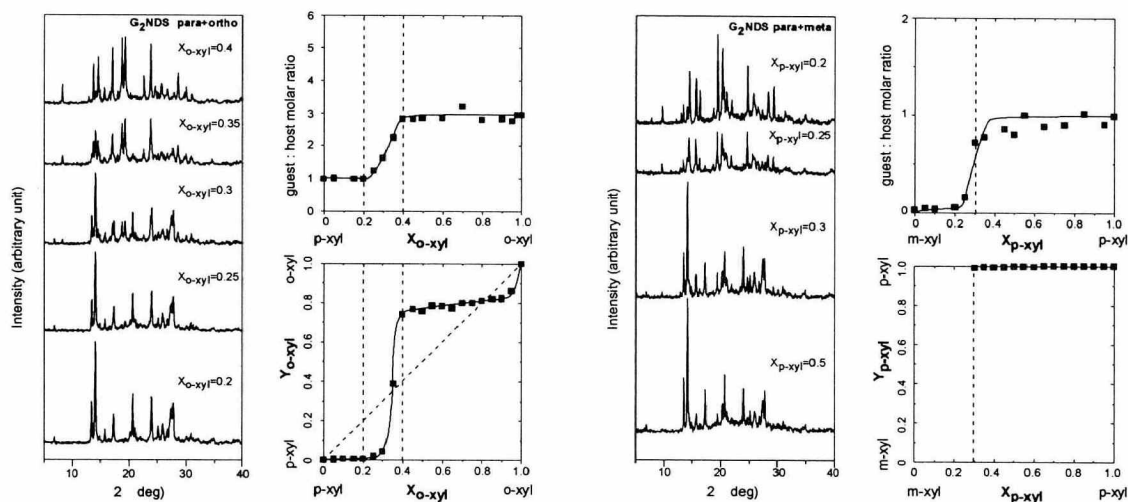 G2NDS para+ortho
Xo-xyl=0.4
Xo-xyl=0.35
Xo-xyl=0.3
Xo-xyl=0.25
Xo-xyl=0.2
Intensity (arbitrary unit)
5 10 20 30 40
2 deg)
guest : host molar ratio
6
5
4
3
2
1
0
0.0 0.2 0.4 0.6 0.8 1.0
p-xyl Xo-xyl o-xyl
o-xyl
Yo-xyl
p-xyl
1.0
0.8
0.6
0.4
0.2
0
0 0.2 0.4 0.6 0.8 1.0
p-xyl Xo-xyl o-xyl
G2NDS para+meta
Xp-xyl=0.2
Xp-xyl=0.25
Xp-xyl=0.3
Xp-xyl=0.5
Intensity (arbitrary unit)
5 10 20 30 40
2 deg)
guest : host molar ratio
2
1
0
0 0.2 0.4 0.6 0.8 1.0
m-xyl Xp-xyl p-xyl
p-xyl
Yp-xyl
m-xyl
1.0
0.8
0.6
0.4
0.2
0
0 0.2 0.4 0.6 0.8 1.0
m-xyl Xp-xyl p-xyl